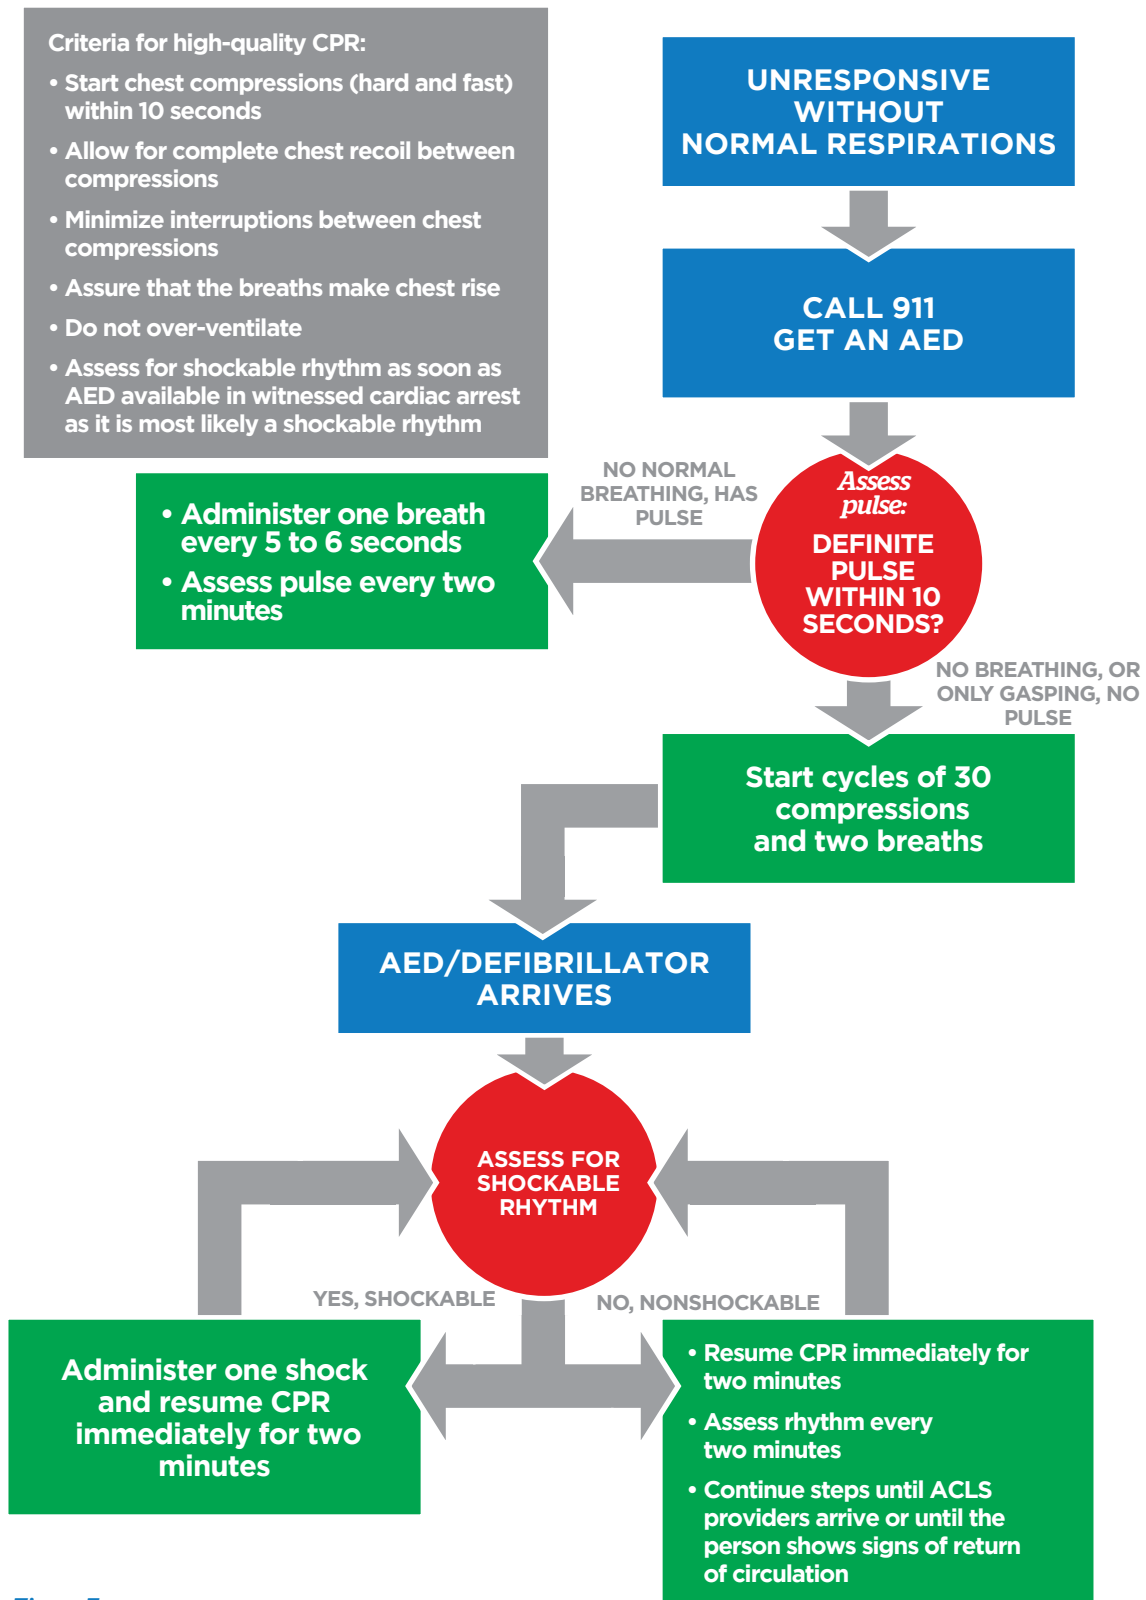 Criteria for high-quality CPR:
• Start chest compressions (hard and fast)
within 10 seconds
• Allow for complete chest recoil between
compressions
• Minimize interruptions between chest
compressions
• Assure that the breaths make chest rise
• Do not over-ventilate
• Assess for shockable rhythm as soon as
AED available in witnessed cardiac arrest
as it is most likely a shockable rhythm
UNRESPONSIVE
WITHOUT
NORMAL RESPIRATIONS
CALL 911
GET AN AED
Assess
pulse:
DEFINITE
PULSE
WITHIN 10
SECONDS?
NO NORMAL
BREATHING, HAS
PULSE
• Administer one breath
every 5 to 6 seconds
• Assess pulse every two
minutes
NO BREATHING, OR
ONLY GASPING, NO
PULSE
Start cycles of 30
compressions
and two breaths
AED/DEFIBRILLATOR
ARRIVES
ASSESS FOR
SHOCKABLE
RHYTHM
YES, SHOCKABLE
NO, NONSHOCKABLE
Administer one shock
and resume CPR
immediately for two
minutes
• Resume CPR immediately for
two minutes
• Assess rhythm every
two minutes
• Continue steps until ACLS
providers arrive or until the
person shows signs of return
of circulation